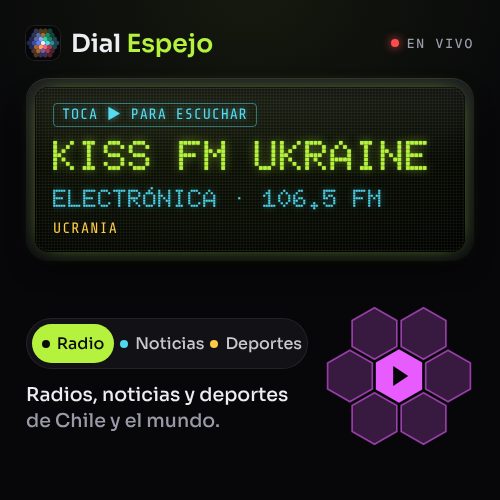 Dial Espejo
EN VIVO
TOCA ▶ PARA ESCUCHAR
KISS FM UKRAINE
ELECTRÓNICA · 106,5 FM
UCRANIA
Radio Noticias Deportes
Radios, noticias y deportes
de Chile y el mundo.